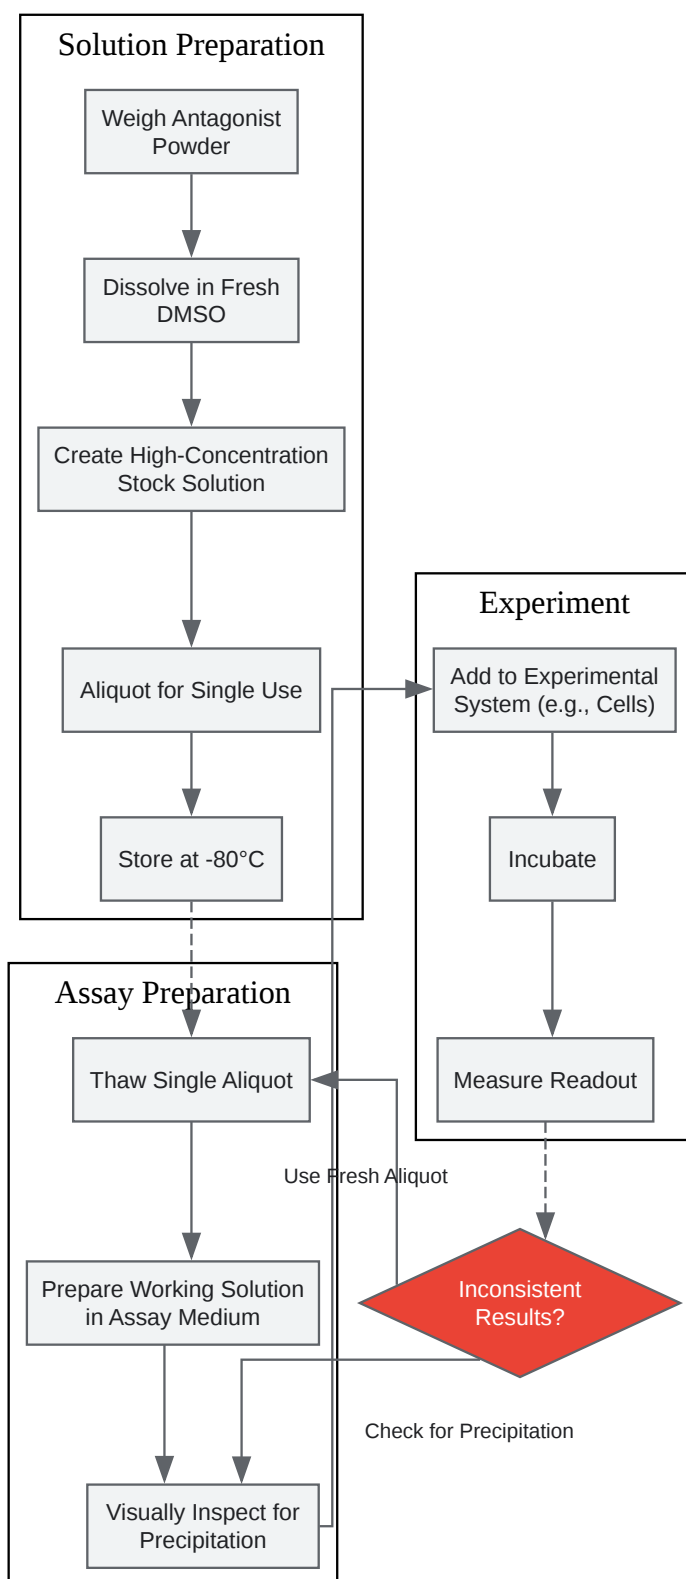 Solution Preparation
Weigh Antagonist
Powder
Dissolve in Fresh
DMSO
Create High-Concentration
Stock Solution
Aliquot for Single Use
Store at -80°C
Experiment
Add to Experimental
System (e.g., Cells)
Incubate
Measure Readout
Assay Preparation
Thaw Single Aliquot
Use Fresh Aliquot
Prepare Working Solution
in Assay Medium
Inconsistent
Results?
Check for Precipitation
Visually Inspect for
Precipitation